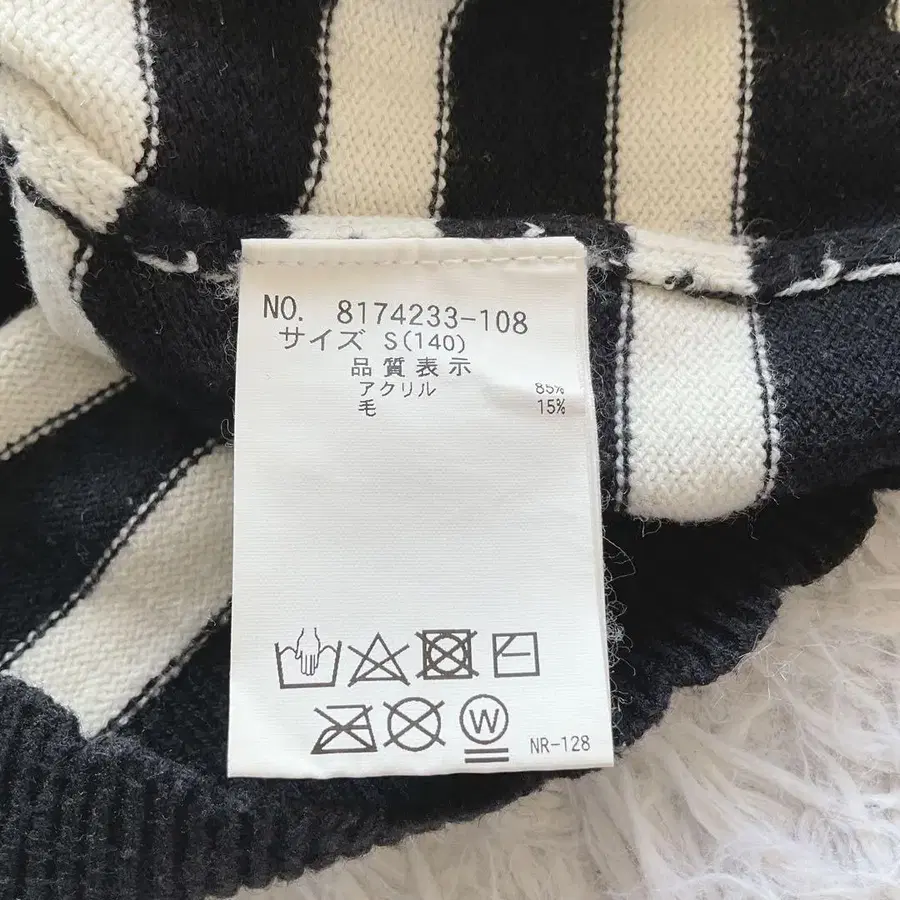 NO. 8174233-108
サイズ S(140)
品質表示
アクリル 85%
毛 15%
W
NR-128